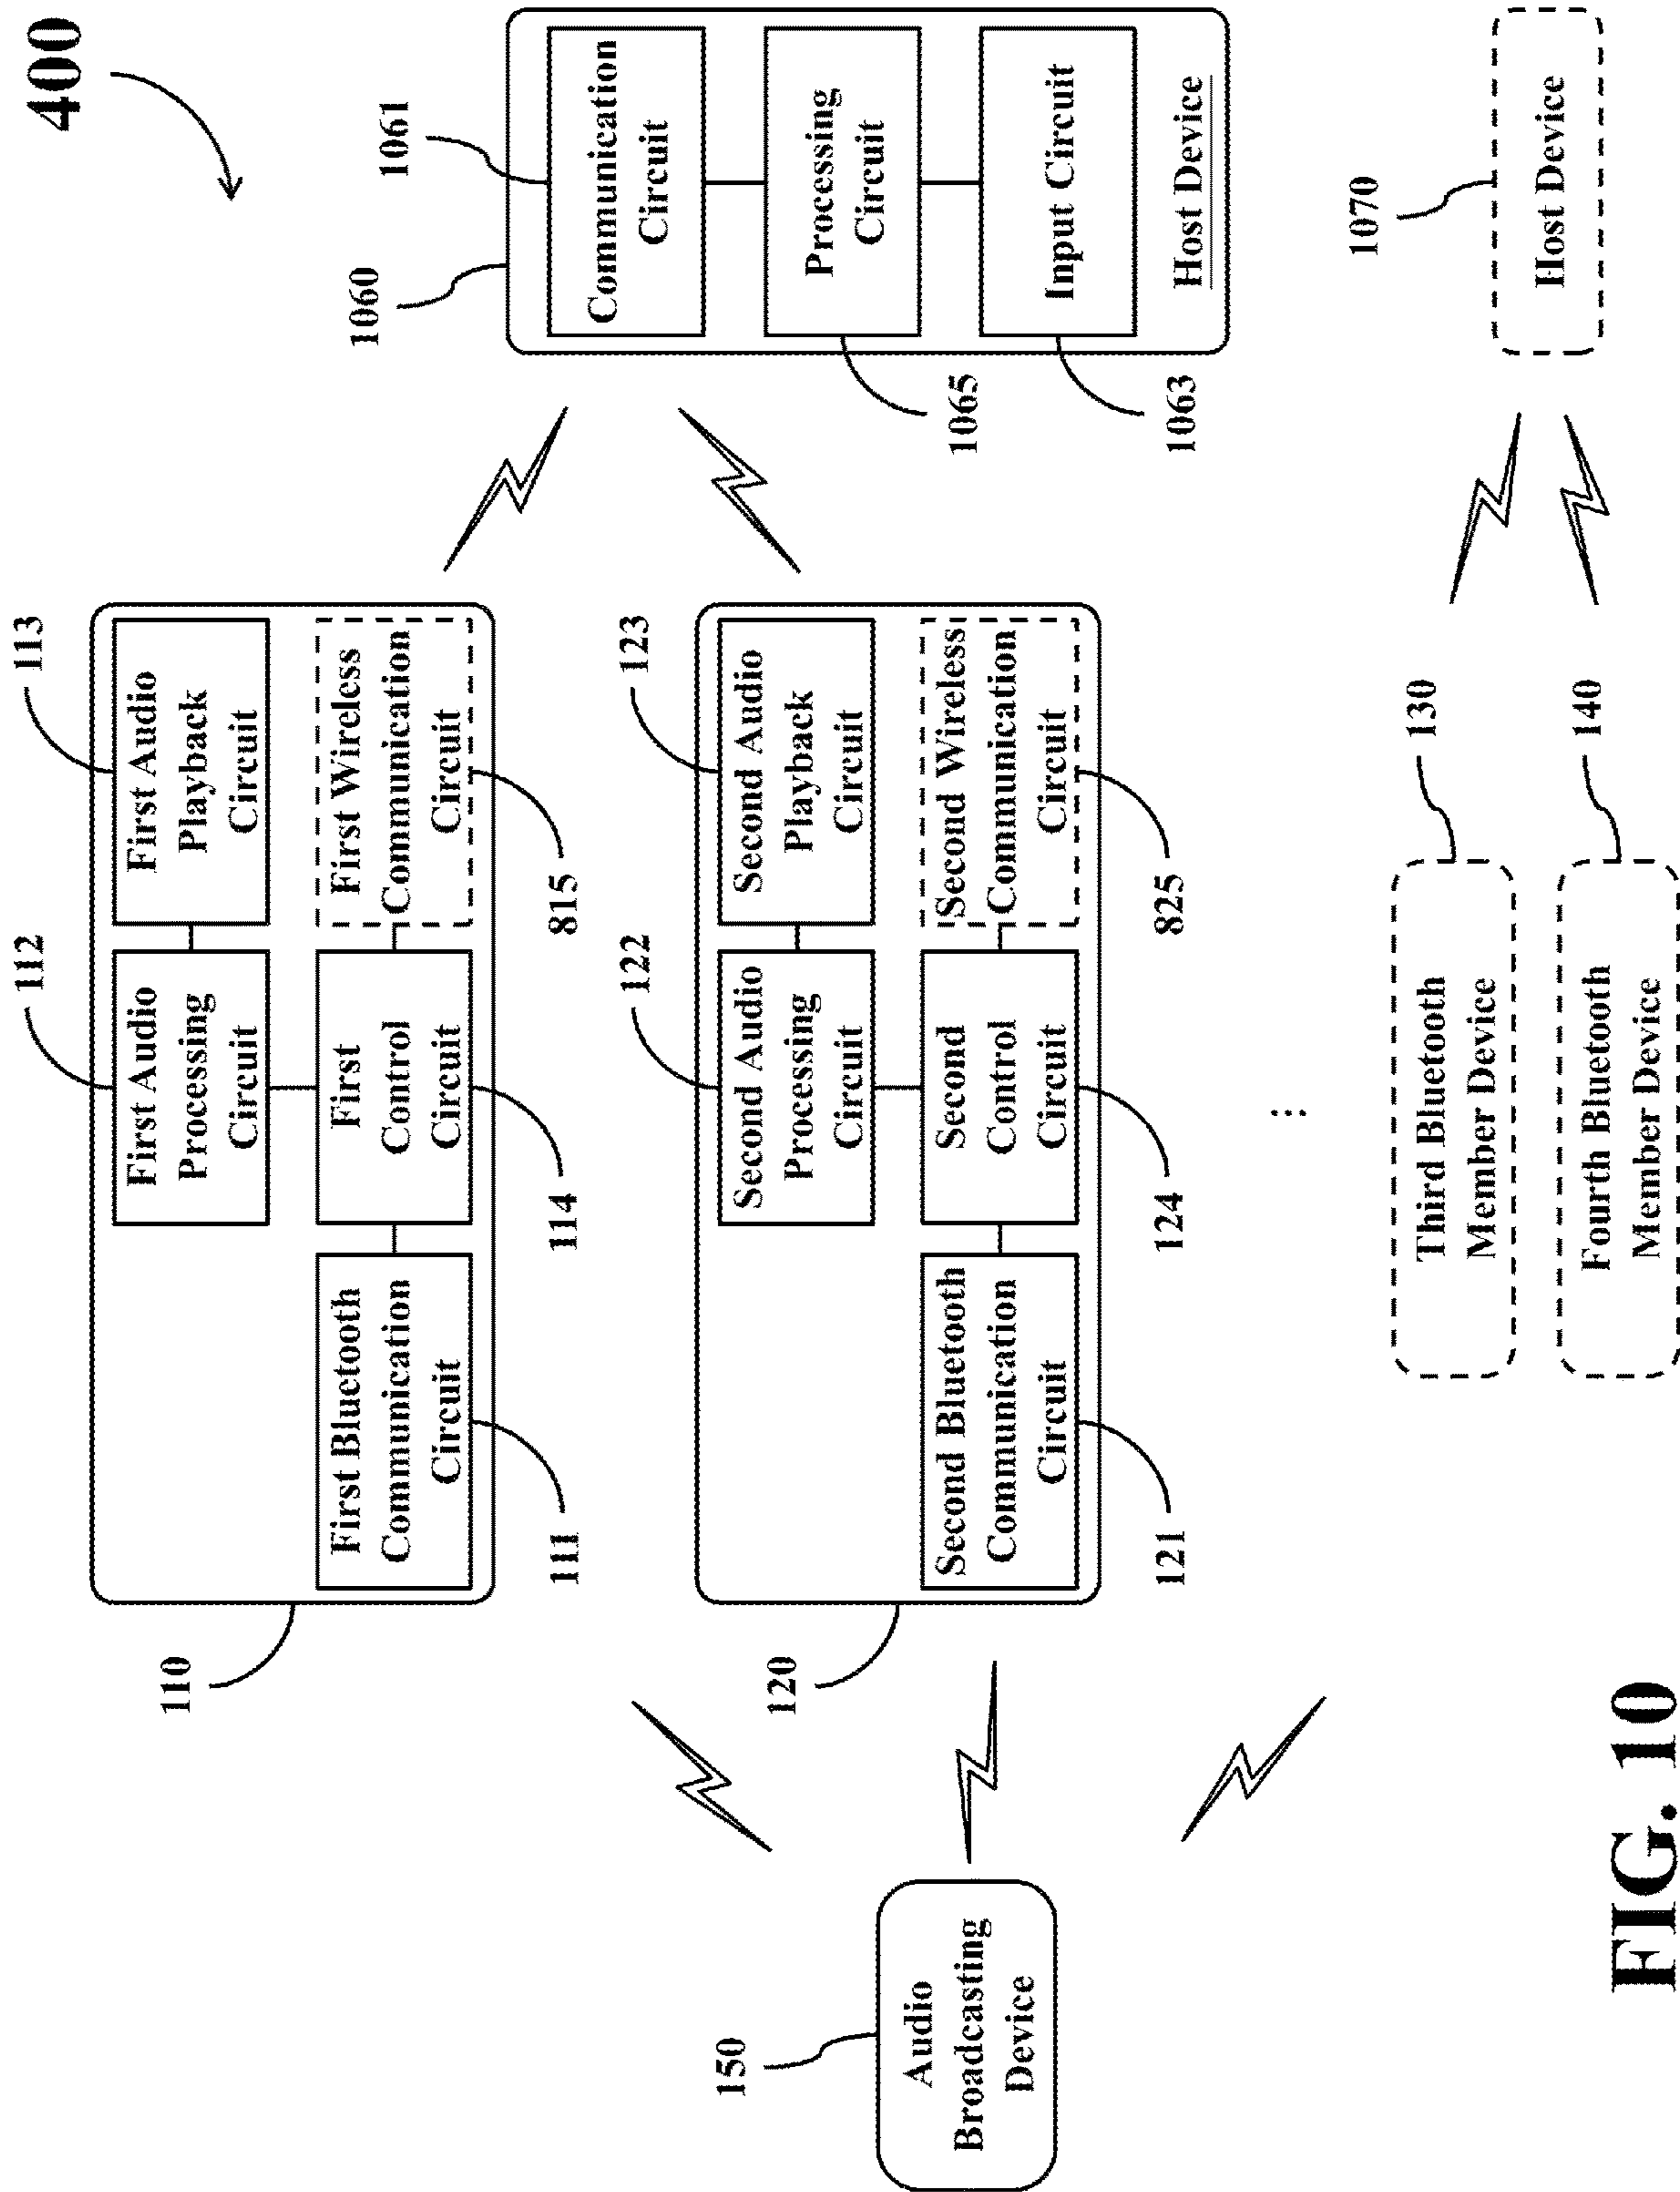 400
112
113
First Audio
Processing
Circuit
First Audio
Playback
Circuit
110
First Bluetooth
Communication
Circuit
First
Control
Circuit
First Wireless
Communication
Circuit
111
114
815
1060
1061
Communication
Circuit
Processing
Circuit
Input Circuit
Host Device
1065
1063
122
123
Second Audio
Processing
Circuit
Second Audio
Playback
Circuit
120
Second Bluetooth
Communication
Circuit
Second
Control
Circuit
Second Wireless
Communication
Circuit
121
124
825
150
Audio
Broadcasting
Device
...
130
Third Bluetooth
Member Device
140
Fourth Bluetooth
Member Device
1070
Host Device
FIG. 10